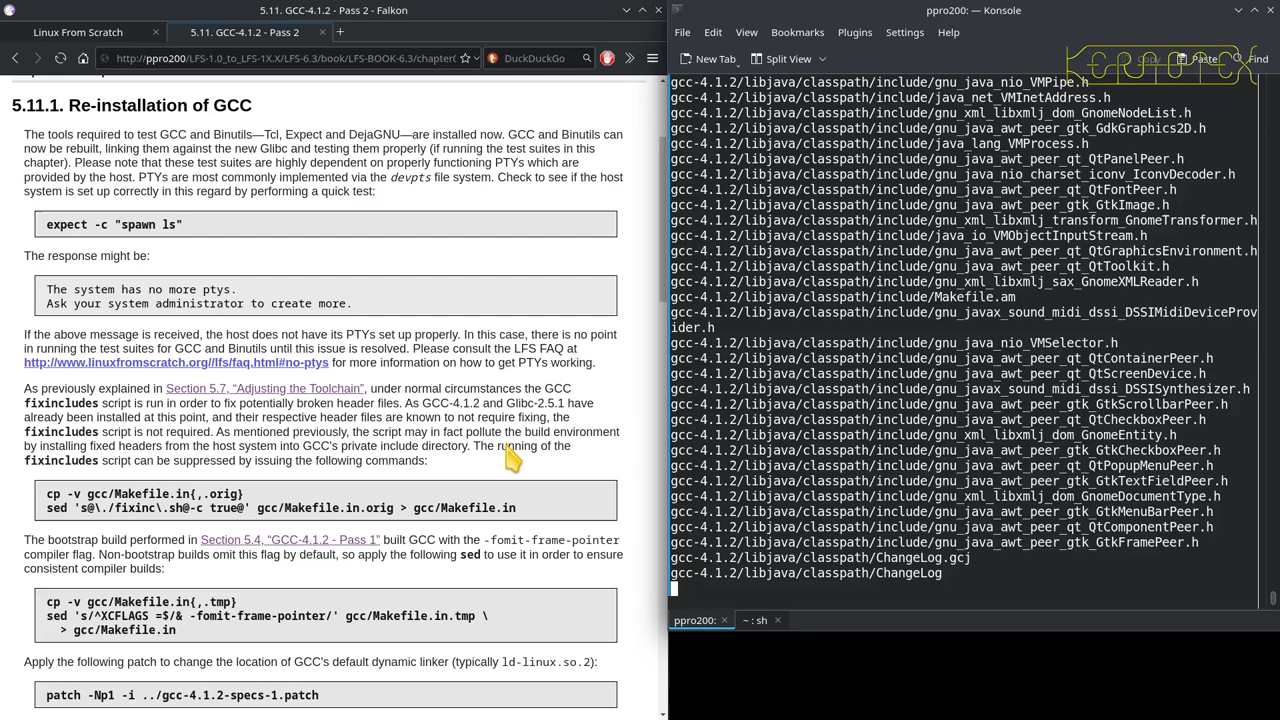 5.11. GCC-4.1.2 - Pass 2 - Falkon
Linux From Scratch
5.11. GCC-4.1.2 - Pass 2
http://ppro200/LFS-1.0_to_LFS-1X.X/LFS-6.3/book/LFS-BOOK-6.3/chapter0
DuckDuckGo
5.11.1. Re-installation of GCC
The tools required to test GCC and Binutils—Tcl, Expect and DejaGNU—are installed now. GCC and Binutils
can now be rebuilt, linking them against the new Glibc and testing them properly (if running the test suites in this
chapter). Please note that these test suites are highly dependent on properly functioning PTYs which are
provided by the host. PTYs are most commonly implemented via the devpts file system. Check to see if the host
system is set up correctly in this regard by performing a quick test:
expect -c "spawn ls"
The response might be:
The system has no more ptys.
Ask your system administrator to create more.
If the above message is received, the host does not have its PTYs set up properly. In this case, there is no point
in running the test suites for GCC and Binutils until this issue is resolved. Please consult the LFS FAQ at
http://www.linuxfromscratch.org//lfs/faq.html#no-ptys for more information on how to get PTYs working.
As previously explained in Section 5.7, “Adjusting the Toolchain”, under normal circumstances the GCC
fixincludes script is run in order to fix potentially broken header files. As GCC-4.1.2 and Glibc-2.5.1 have
already been installed at this point, and their respective header files are known to not require fixing, the
fixincludes script is not required. As mentioned previously, the script may in fact pollute the build environment
by installing fixed headers from the host system into GCC's private include directory. The running of the
fixincludes script can be suppressed by issuing the following commands:
cp -v gcc/Makefile.in{,.orig}
sed 's@\./fixinc\.sh@-c true@' gcc/Makefile.in.orig > gcc/Makefile.in
The bootstrap build performed in Section 5.4, “GCC-4.1.2 - Pass 1” built GCC with the -fomit-frame-pointer
compiler flag. Non-bootstrap builds omit this flag by default, so apply the following sed to use it in order to ensure
consistent compiler builds:
cp -v gcc/Makefile.in{,.tmp}
sed 's/^XCFLAGS =$/& -fomit-frame-pointer/' gcc/Makefile.in.tmp \
> gcc/Makefile.in
Apply the following patch to change the location of GCC's default dynamic linker (typically ld-linux.so.2):
patch -Np1 -i ../gcc-4.1.2-specs-1.patch
ppro200: — Konsole
File Edit View Bookmarks Plugins Settings Help
New Tab Split View Copy Paste Find
gcc-4.1.2/libjava/classpath/include/gnu_java_nio_VMPipe.h
gcc-4.1.2/libjava/classpath/include/java_net_VMInetAddress.h
gcc-4.1.2/libjava/classpath/include/gnu_xml_libxmlj_dom_GnomeNodeList.h
gcc-4.1.2/libjava/classpath/include/gnu_java_awt_peer_gtk_GdkGraphics2D.h
gcc-4.1.2/libjava/classpath/include/java_lang_VMProcess.h
gcc-4.1.2/libjava/classpath/include/gnu_java_awt_peer_qt_QtPanelPeer.h
gcc-4.1.2/libjava/classpath/include/gnu_java_nio_charset_iconv_IconvDecoder.h
gcc-4.1.2/libjava/classpath/include/gnu_java_awt_peer_qt_QtFontPeer.h
gcc-4.1.2/libjava/classpath/include/gnu_java_awt_peer_gtk_GtkImage.h
gcc-4.1.2/libjava/classpath/include/gnu_xml_libxmlj_transform_GnomeTransformer.h
gcc-4.1.2/libjava/classpath/include/java_io_VMObjectInputStream.h
gcc-4.1.2/libjava/classpath/include/gnu_java_awt_peer_qt_QtGraphicsEnvironment.h
gcc-4.1.2/libjava/classpath/include/gnu_java_awt_peer_qt_QtToolkit.h
gcc-4.1.2/libjava/classpath/include/gnu_xml_libxmlj_sax_GnomeXMLReader.h
gcc-4.1.2/libjava/classpath/include/Makefile.am
gcc-4.1.2/libjava/classpath/include/gnu_javax_sound_midi_dssi_DSSIMidiDeviceProv
ider.h
gcc-4.1.2/libjava/classpath/include/gnu_java_nio_VMSelector.h
gcc-4.1.2/libjava/classpath/include/gnu_java_awt_peer_qt_QtContainerPeer.h
gcc-4.1.2/libjava/classpath/include/gnu_java_awt_peer_qt_QtScreenDevice.h
gcc-4.1.2/libjava/classpath/include/gnu_javax_sound_midi_dssi_DSSISynthesizer.h
gcc-4.1.2/libjava/classpath/include/gnu_java_awt_peer_gtk_GtkScrollbarPeer.h
gcc-4.1.2/libjava/classpath/include/gnu_java_awt_peer_qt_QtCheckboxPeer.h
gcc-4.1.2/libjava/classpath/include/gnu_xml_libxmlj_dom_GnomeEntity.h
gcc-4.1.2/libjava/classpath/include/gnu_java_awt_peer_gtk_GtkCheckboxPeer.h
gcc-4.1.2/libjava/classpath/include/gnu_java_awt_peer_qt_QtPopupMenuPeer.h
gcc-4.1.2/libjava/classpath/include/gnu_java_awt_peer_gtk_GtkTextFieldPeer.h
gcc-4.1.2/libjava/classpath/include/gnu_xml_libxmlj_dom_GnomeDocumentType.h
gcc-4.1.2/libjava/classpath/include/gnu_java_awt_peer_gtk_GtkMenuBarPeer.h
gcc-4.1.2/libjava/classpath/include/gnu_java_awt_peer_qt_QtComponentPeer.h
gcc-4.1.2/libjava/classpath/include/gnu_java_awt_peer_gtk_GtkFramePeer.h
gcc-4.1.2/libjava/classpath/ChangeLog.gcj
gcc-4.1.2/libjava/classpath/ChangeLog
ppro200: ~ : sh